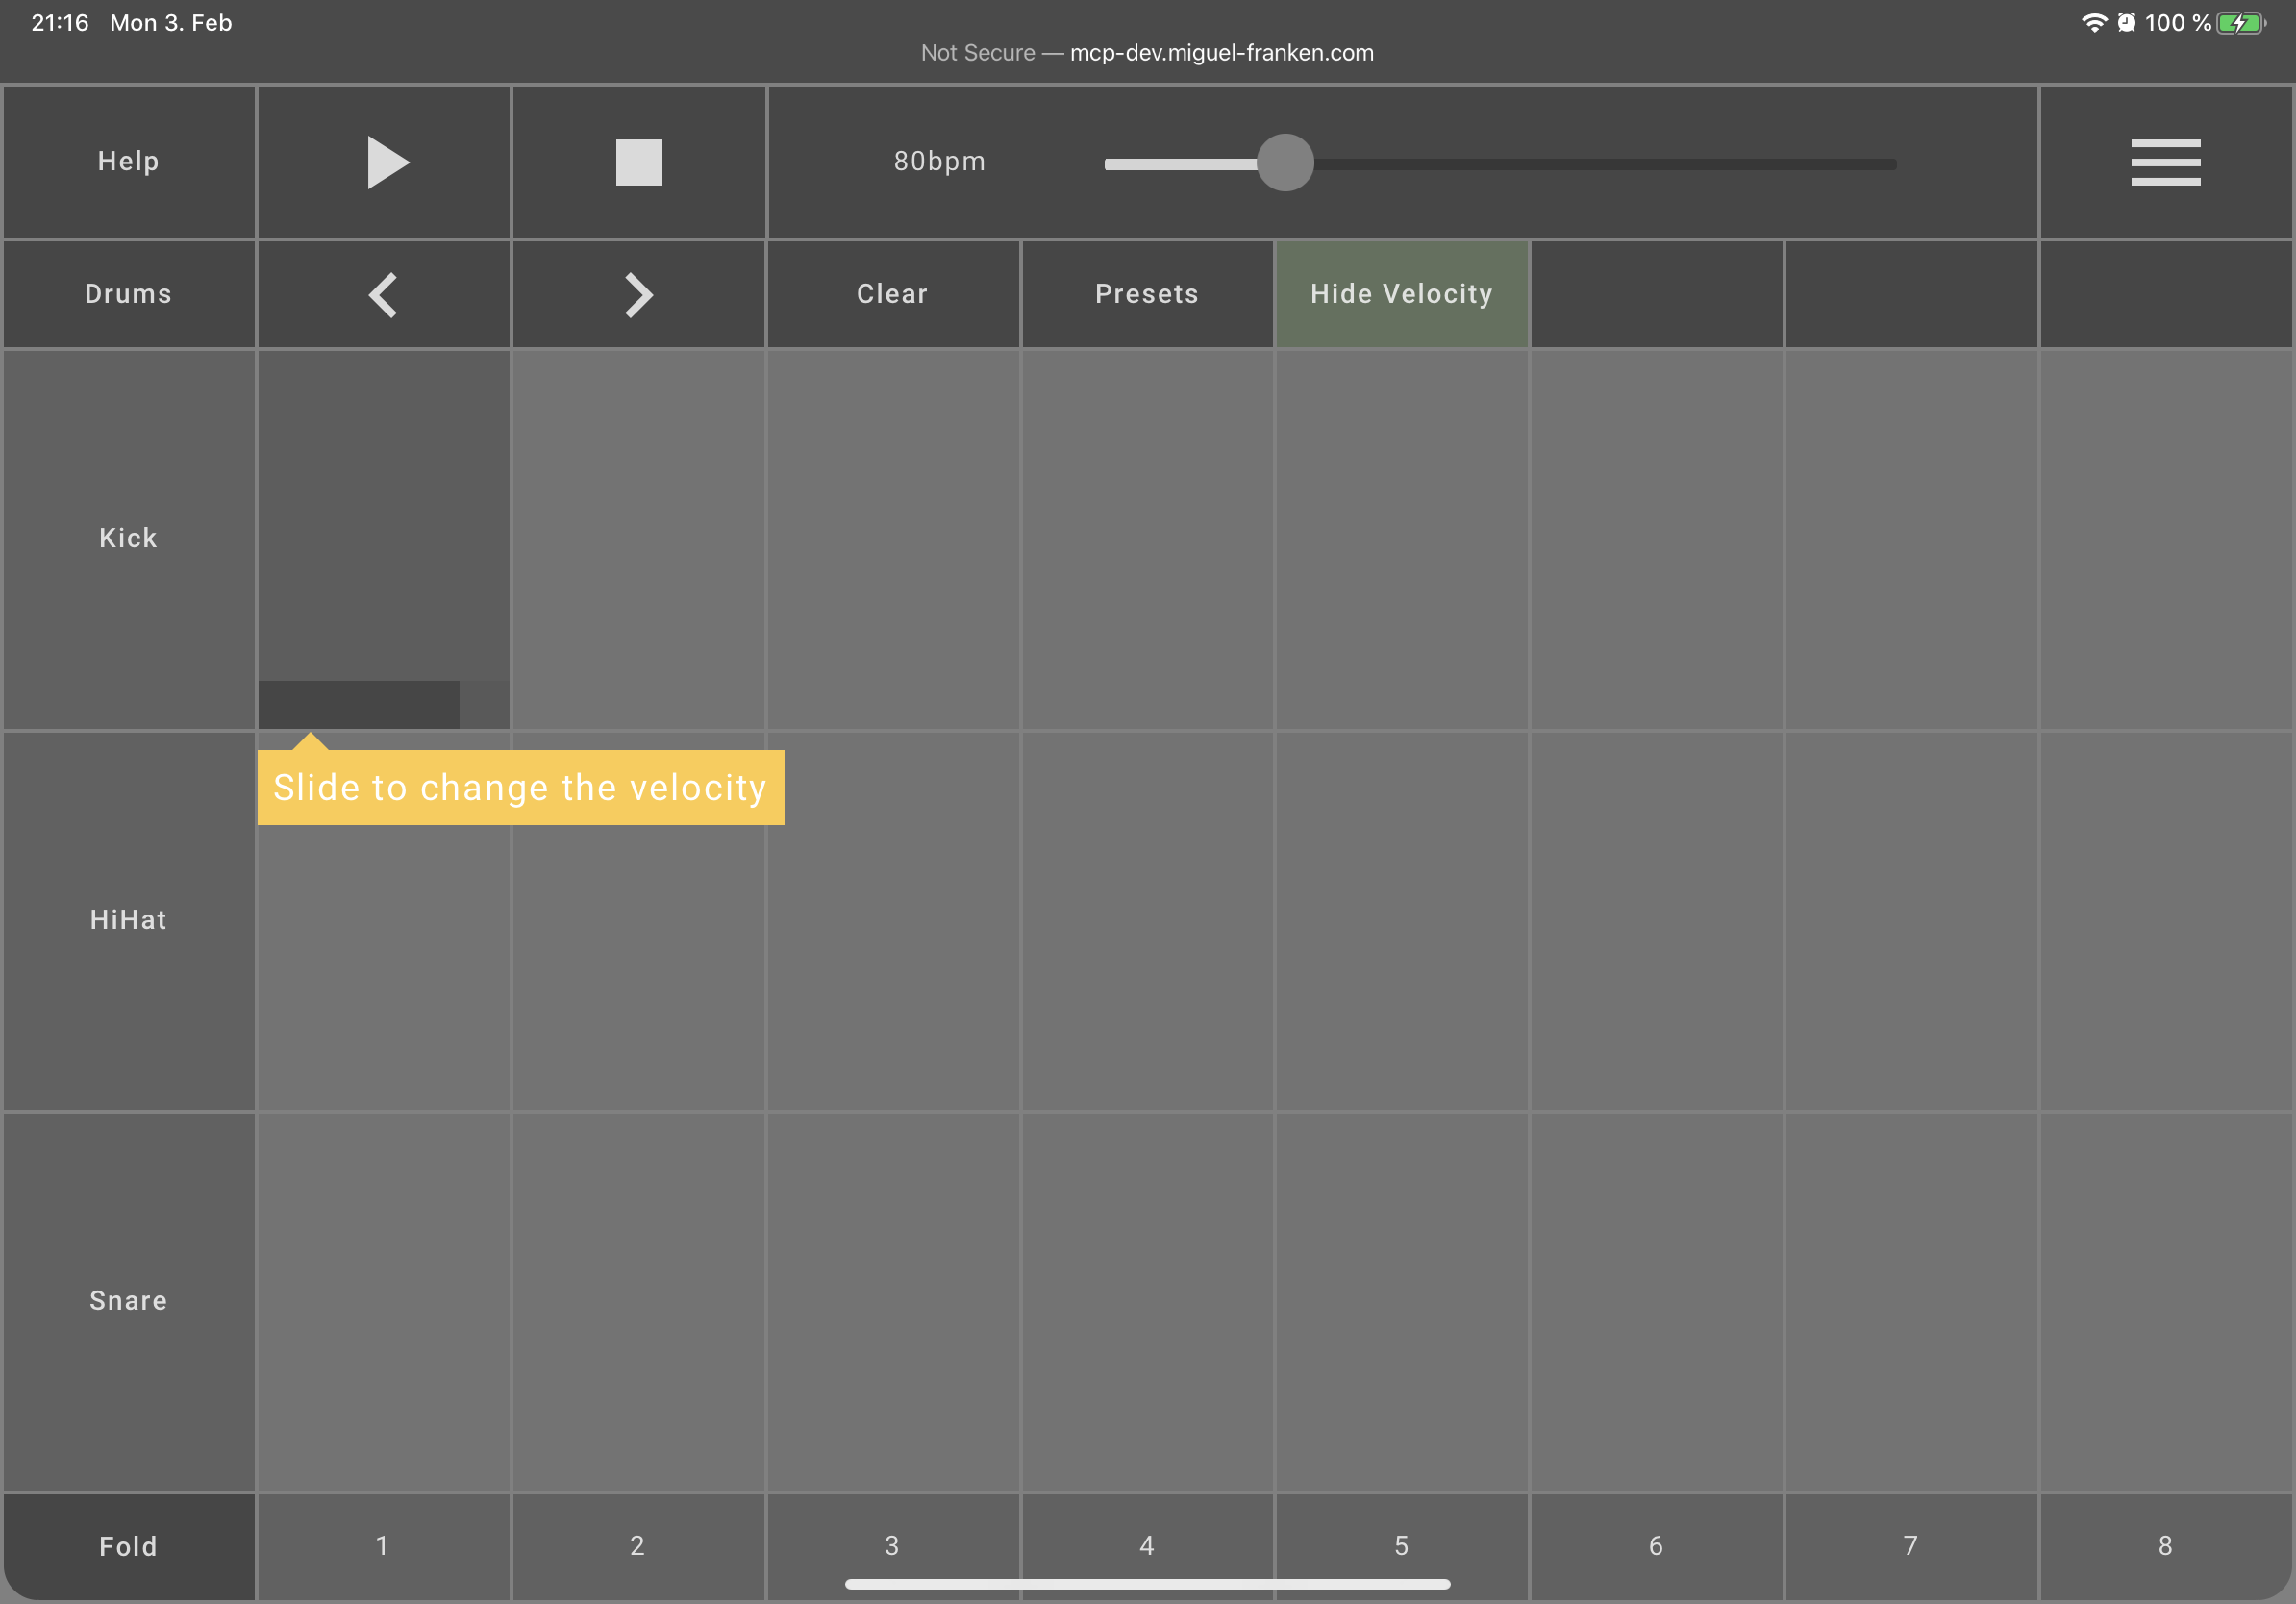 21:16 Mon 3. Feb
100 %
Not Secure — mcp-dev.miguel-franken.com
Help
80bpm
Drums
Clear
Presets
Hide Velocity
Kick
Slide to change the velocity
HiHat
Snare
Fold 1 2 3 4 5 6 7 8